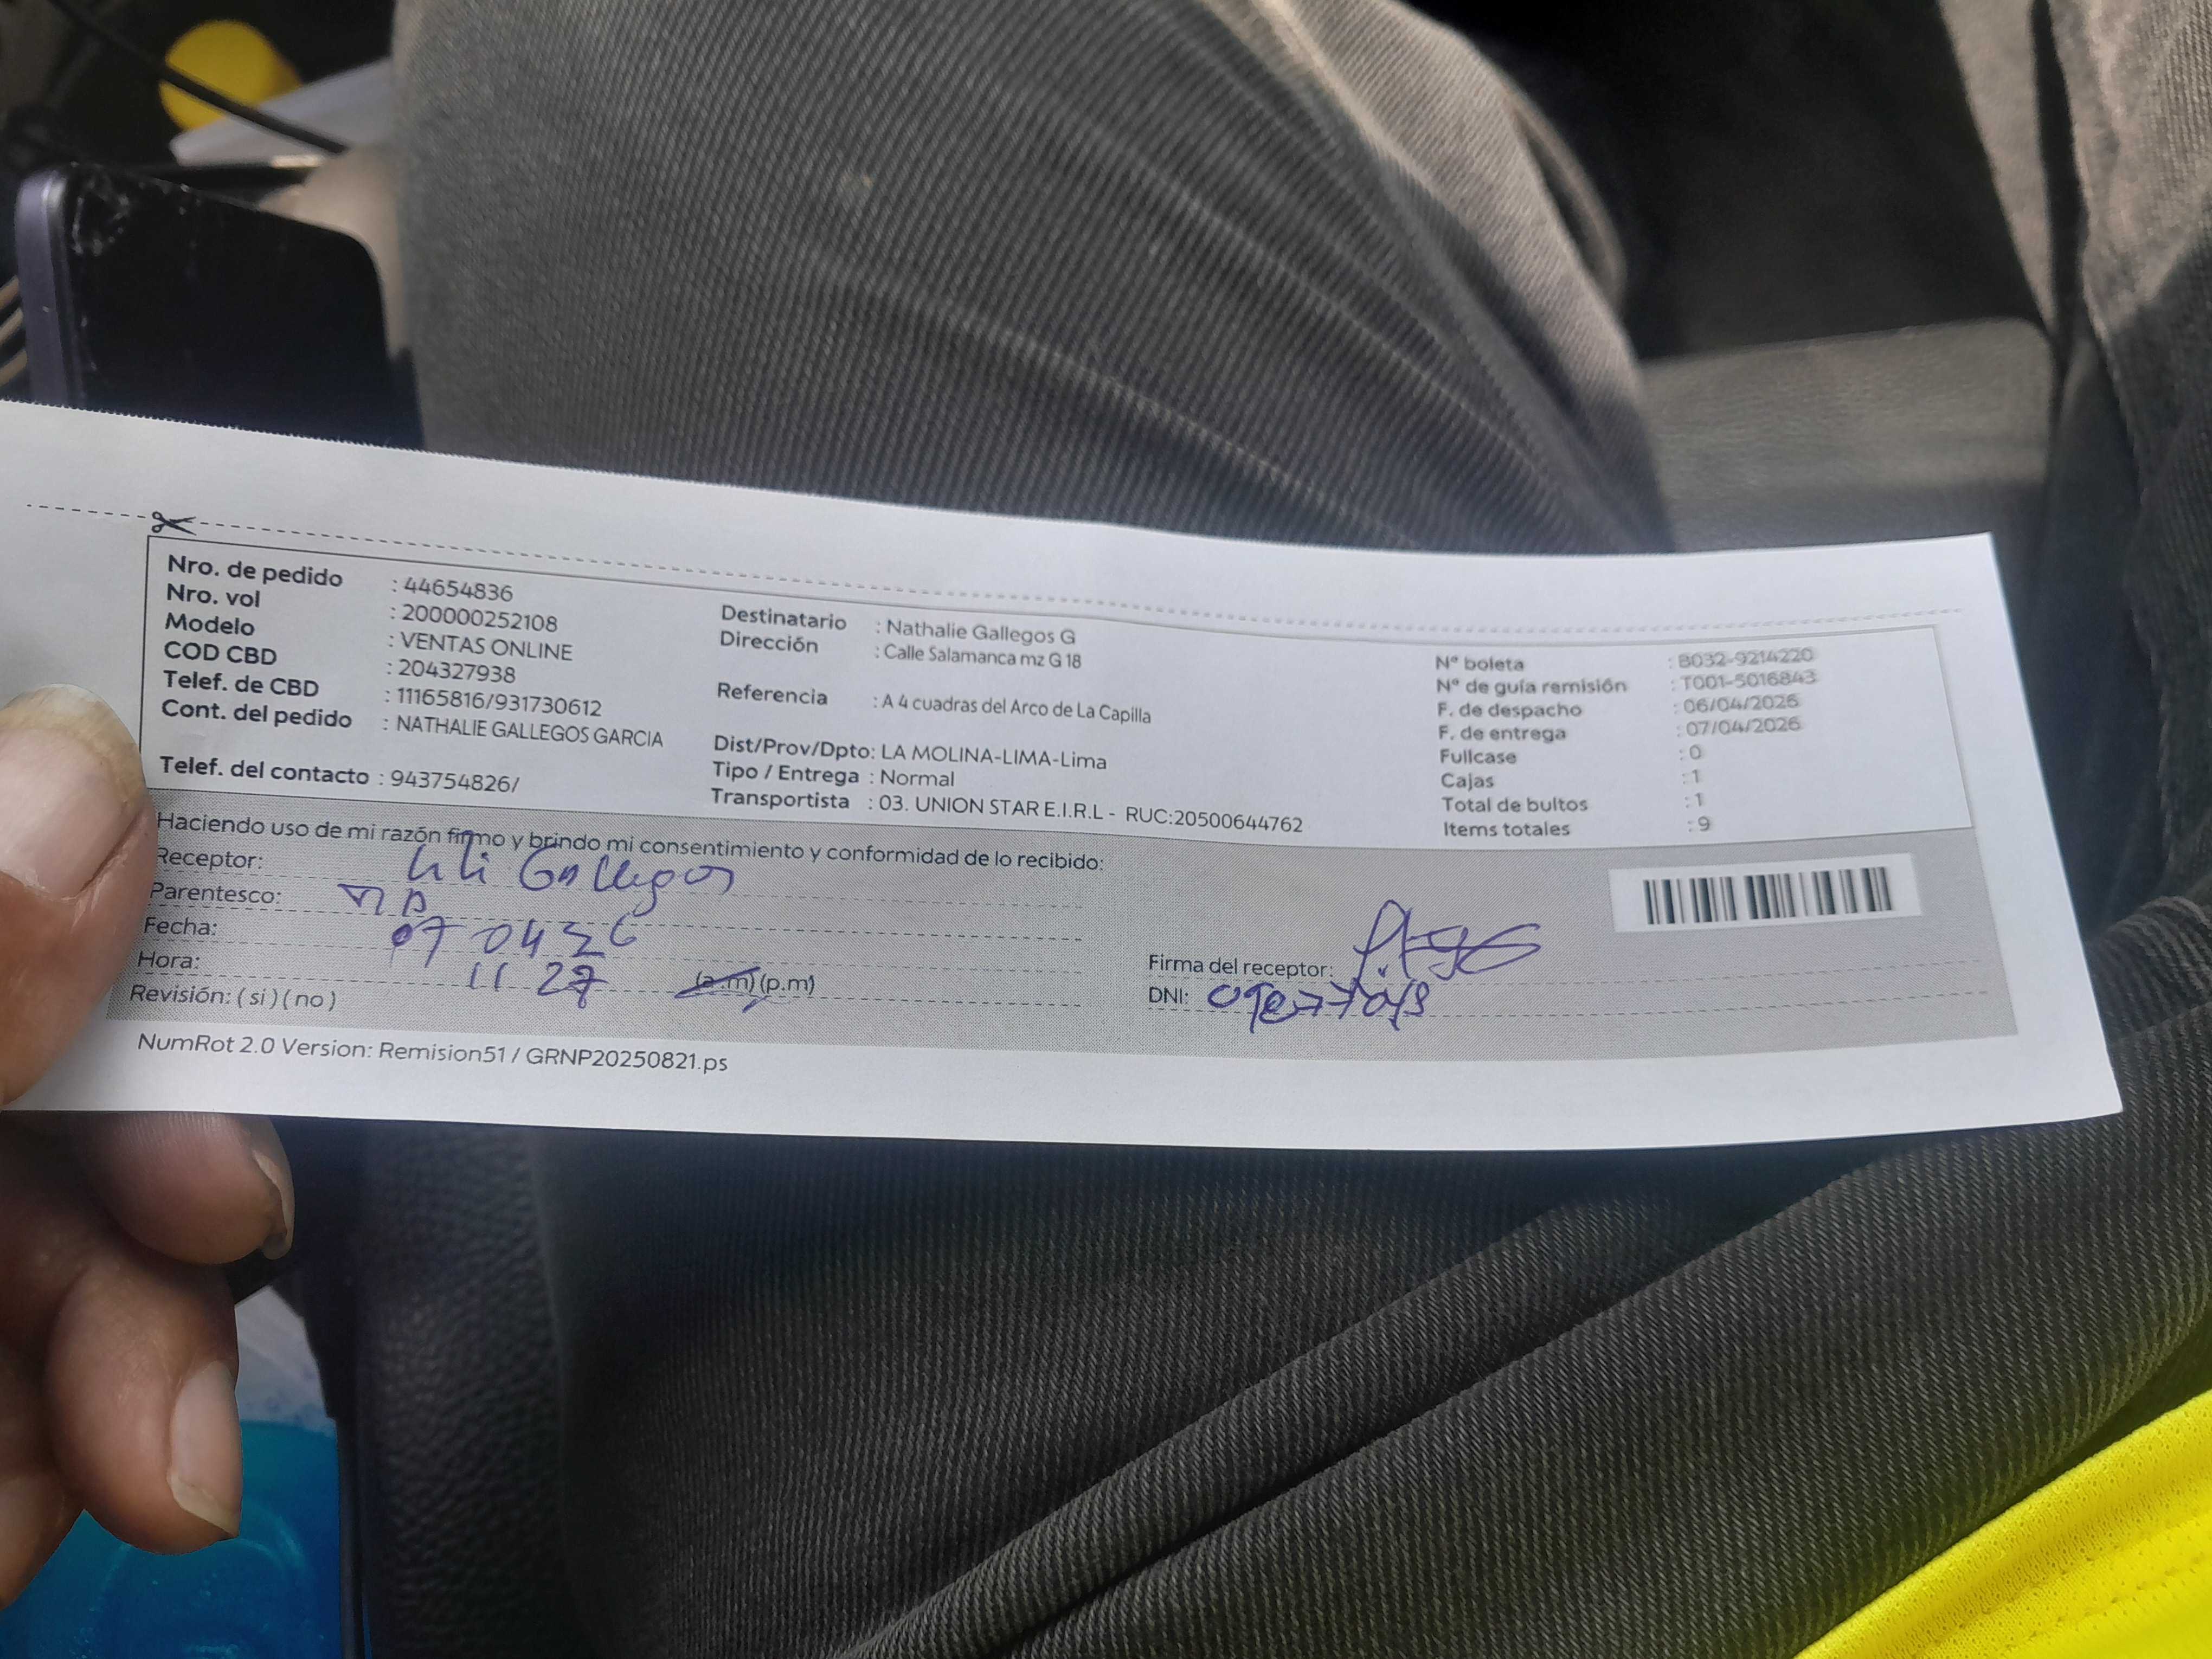 Nro. de pedido : 44654836
Nro. vol : 200000252108
Modelo : VENTAS ONLINE
COD CBD : 204327938
Telef. de CBD : 11165816/931730612
Cont. del pedido : NATHALIE GALLEGOS GARCIA
Telef. del contacto : 943754826/
Destinatario : Nathalie Gallegos G
Dirección : Calle Salamanca mz G 18
Referencia : A 4 cuadras del Arco de La Capilla
Dist/Prov/Dpto: LA MOLINA-LIMA-Lima
Tipo / Entrega : Normal
Transportista : 03. UNION STAR E.I.R.L - RUC:20500644762
N° boleta : B032-9214220
N° de guía remisión : T001-5016843
F. de despacho : 06/04/2026
F. de entrega : 07/04/2026
Fullcase : 0
Cajas : 1
Total de bultos : 1
Items totales : 9
Haciendo uso de mi razón firmo y brindo mi consentimiento y conformidad de lo recibido:
Receptor: Lili Gallegos
Parentesco:
Fecha: 07 04 26
Hora: 11 27 (a.m) (p.m)
Revisión: ( si ) ( no )
Firma del receptor:
DNI:
NumRot 2.0 Version: Remision51 / GRNP20250821.ps